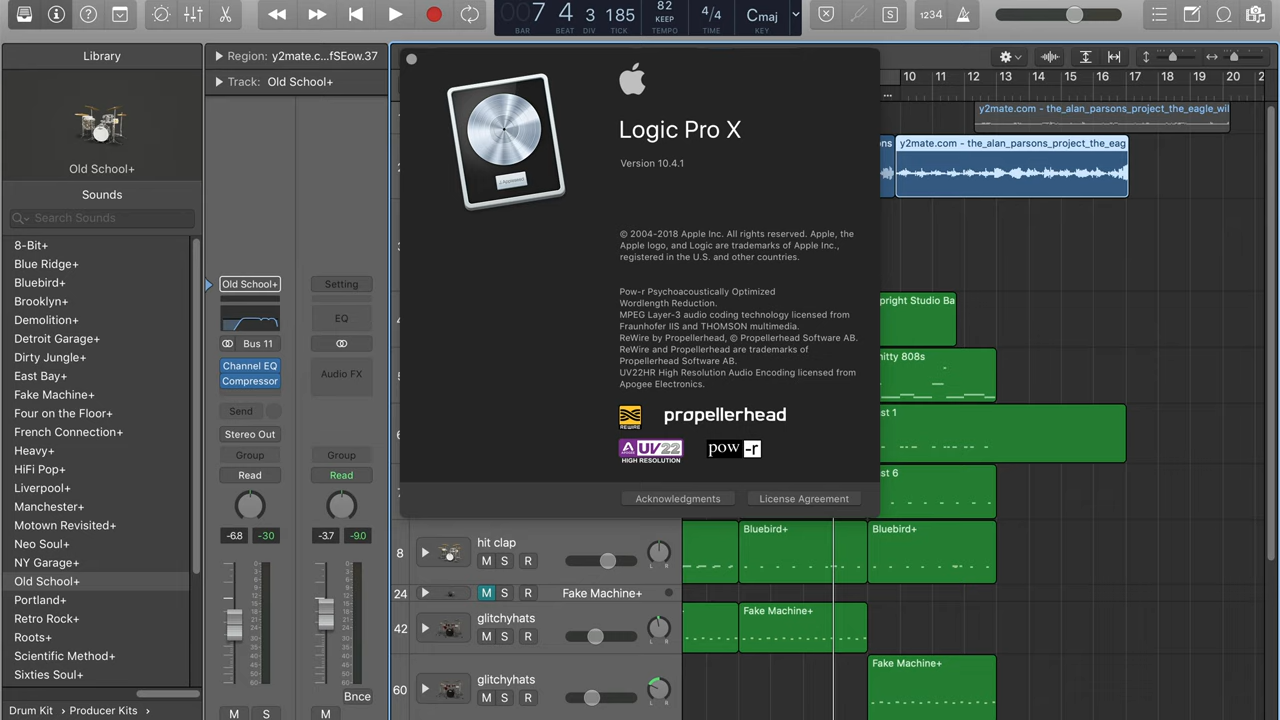 007 4 3 185
BAR BEAT DIV TICK
82
KEEP
TEMPO
4/4
TIME
Cmaj
KEY
S
1234
Library
Old School+
Sounds
Search Sounds
8-Bit+
Blue Ridge+
Bluebird+
Brooklyn+
Demolition+
Detroit Garage+
Dirty Jungle+
East Bay+
Fake Machine+
Four on the Floor+
French Connection+
Heavy+
HiFi Pop+
Liverpool+
Manchester+
Motown Revisited+
Neo Soul+
NY Garage+
Old School+
Portland+
Retro Rock+
Roots+
Scientific Method+
Sixties Soul+
Drum Kit > Producer Kits >
Region: y2mate.c...fSEow.37
Track: Old School+
Old School+ Setting
EQ
Bus 11
Channel EQ
Compressor
Audio FX
Send
Stereo Out
Group Group
Read Read
-6.8 -30 -3.7 -9.0
Bnce
M S M
Logic Pro X
Version 10.4.1
© 2004-2018 Apple Inc. All rights reserved. Apple, the
Apple logo, and Logic are trademarks of Apple Inc.,
registered in the U.S. and other countries.
Pow-r Psychoacoustically Optimized
Wordlength Reduction.
MPEG Layer-3 audio coding technology licensed from
Fraunhofer IIS and THOMSON multimedia.
ReWire by Propellerhead, © Propellerhead Software AB.
ReWire and Propellerhead are trademarks of
Propellerhead Software AB.
UV22HR High Resolution Audio Encoding licensed from
Apogee Electronics.
REWIRE propellerhead
UV22
HIGH RESOLUTION
pow-r
Acknowledgments License Agreement
10 11 12 13 14 15 16 17 18 19 20 2
y2mate.com - the_alan_parsons_project_the_eagle_wil
ons y2mate.com - the_alan_parsons_project_the_eag
pright Studio Ba
nitty 808s
st 1
st 6
8 hit clap
M S R
L R
Bluebird+ Bluebird+
24 M S R Fake Machine+
42 glitchyhats
M S R
L R
Fake Machine+
60 glitchyhats
M S R
L R
Fake Machine+